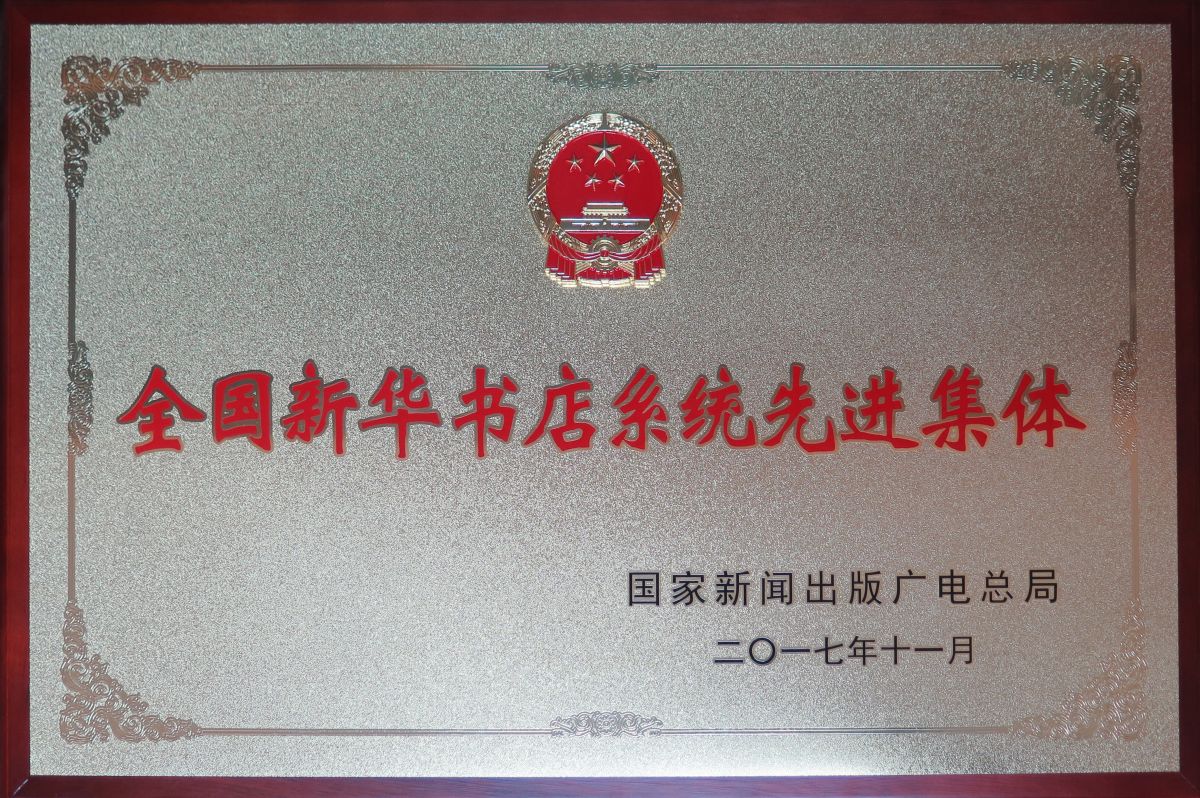 全国新华书店系统先进集体
国家新闻出版广电总局
二〇一七年十一月